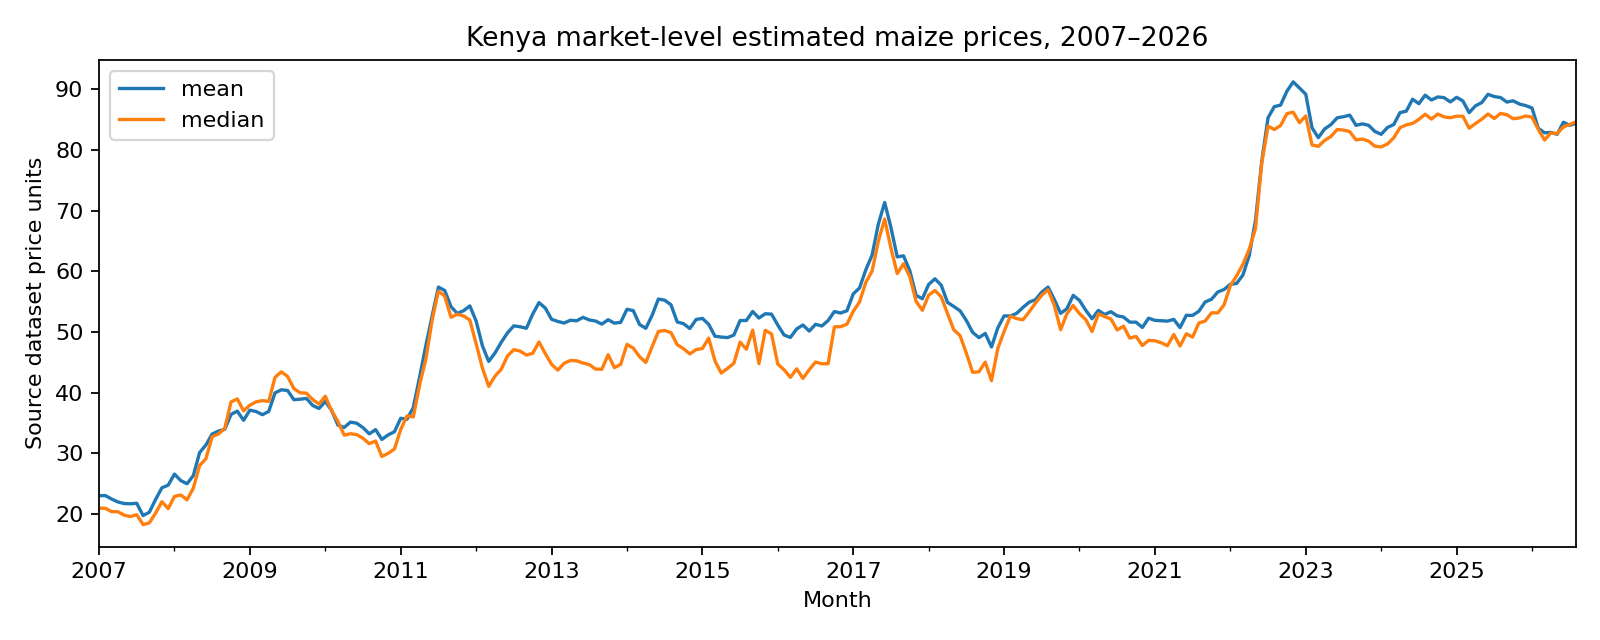 Kenya market-level estimated maize prices, 2007–2026
mean
median
Source dataset price units
90
80
70
60
50
40
30
20
2007 2009 2011 2013 2015 2017 2019 2021 2023 2025
Month